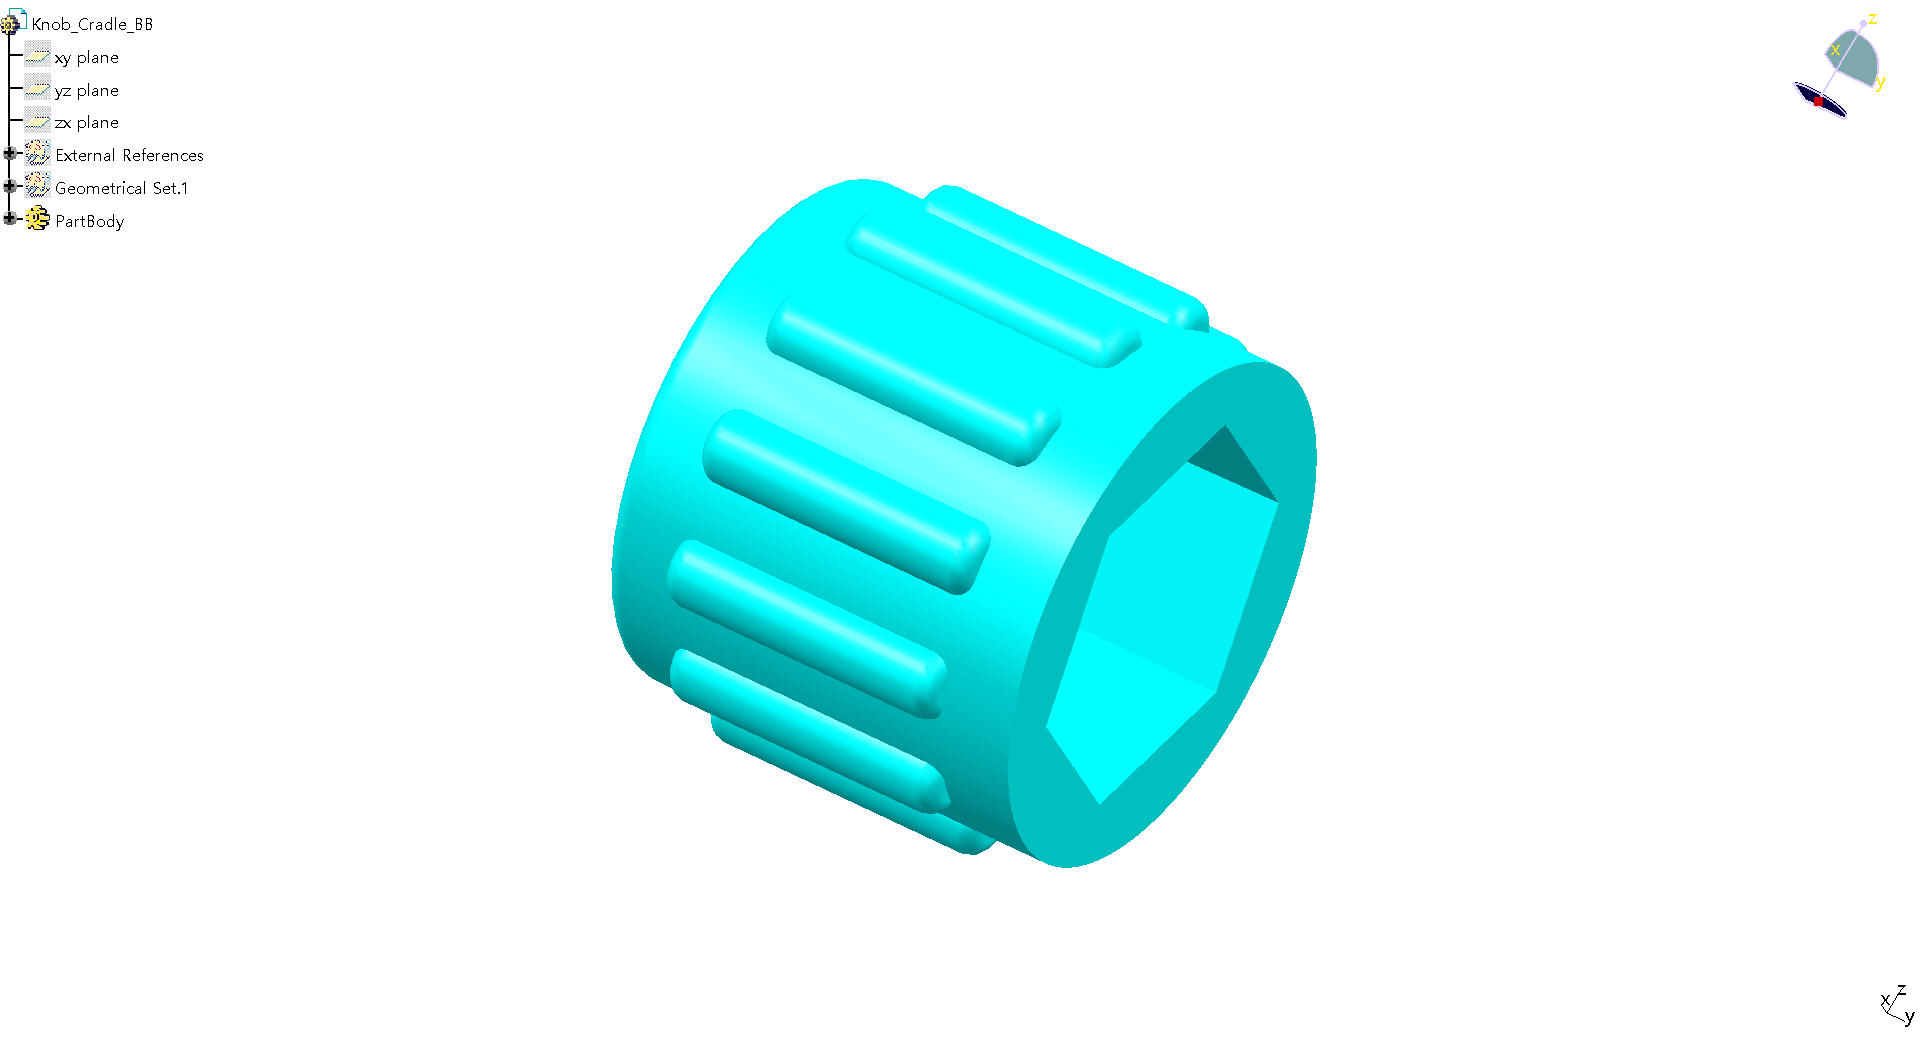 Knob_Cradle_BB
xy plane
yz plane
zx plane
External References
Geometrical Set.1
PartBody
z
x
y
z
x
y